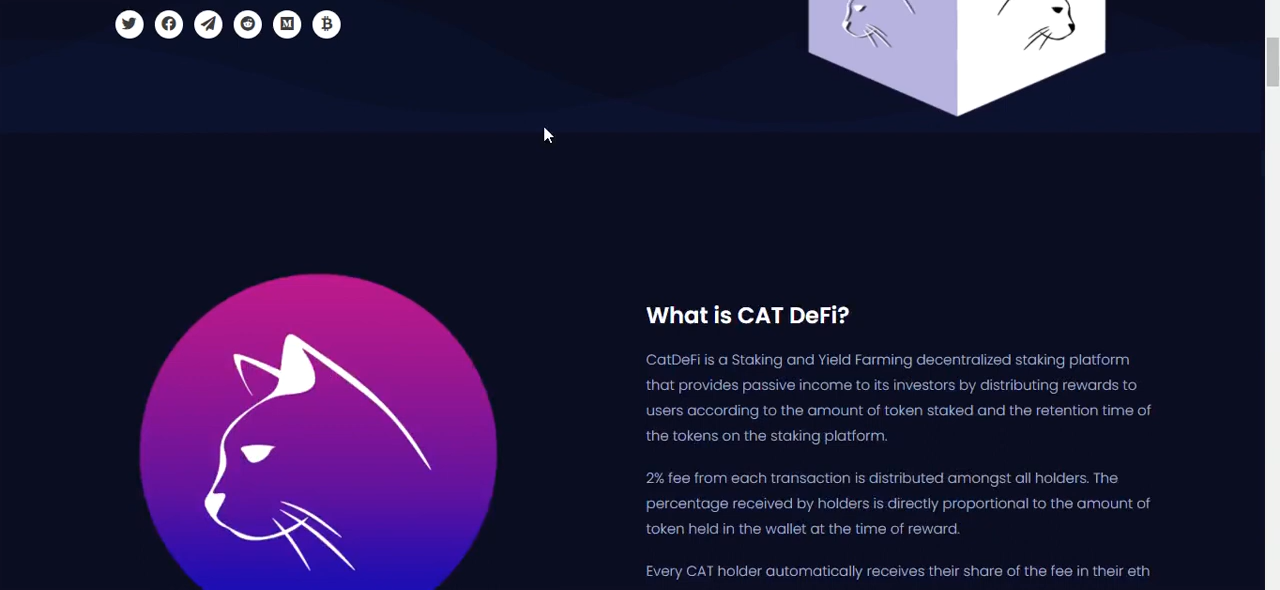 What is CAT DeFi?
CatDeFi is a Staking and Yield Farming decentralized staking platform
that provides passive income to its investors by distributing rewards to
users according to the amount of token staked and the retention time of
the tokens on the staking platform.
2% fee from each transaction is distributed amongst all holders. The
percentage received by holders is directly proportional to the amount of
token held in the wallet at the time of reward.
Every CAT holder automatically receives their share of the fee in their eth